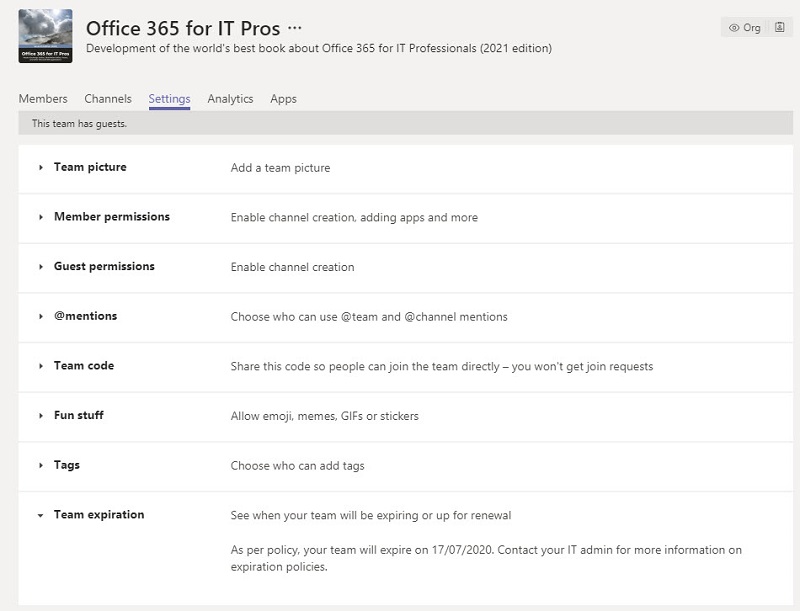 Office 365 for IT Pros ···
Development of the world's best book about Office 365 for IT Professionals (2021 edition)
Org
Office 365 for IT Pros
Members Channels Settings Analytics Apps
This team has guests.
Team picture Add a team picture
Member permissions Enable channel creation, adding apps and more
Guest permissions Enable channel creation
@mentions Choose who can use @team and @channel mentions
Team code Share this code so people can join the team directly – you won't get join requests
Fun stuff Allow emoji, memes, GIFs or stickers
Tags Choose who can add tags
Team expiration See when your team will be expiring or up for renewal
As per policy, your team will expire on 17/07/2020. Contact your IT admin for more information on
expiration policies.